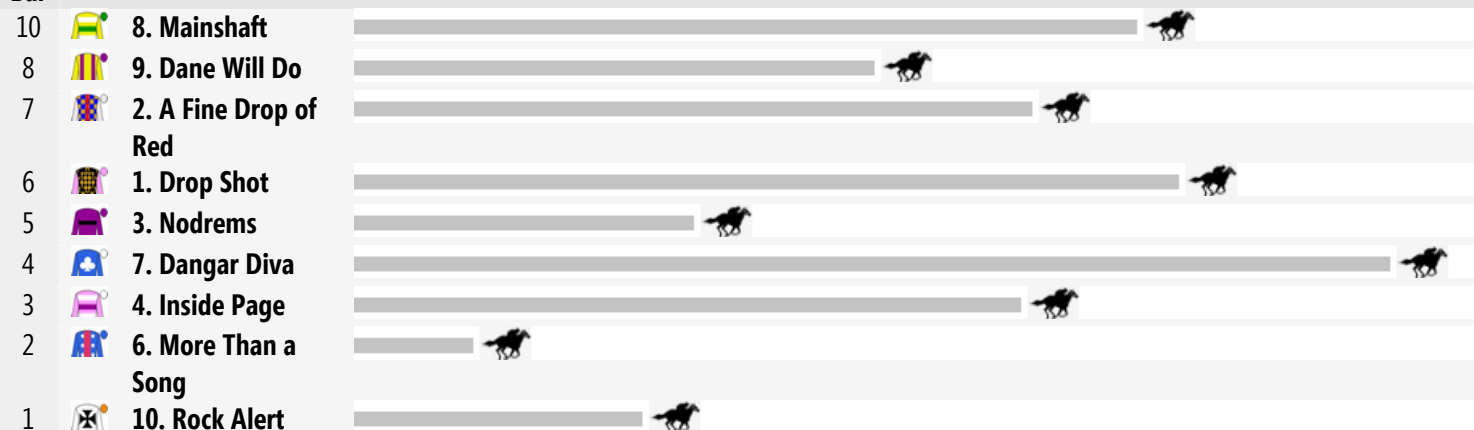 10 8. Mainshaft
8 9. Dane Will Do
7 2. A Fine Drop of
Red
6 1. Drop Shot
5 3. Nodrems
4 7. Dangar Diva
3 4. Inside Page
2 6. More Than a
Song
1 10. Rock Alert